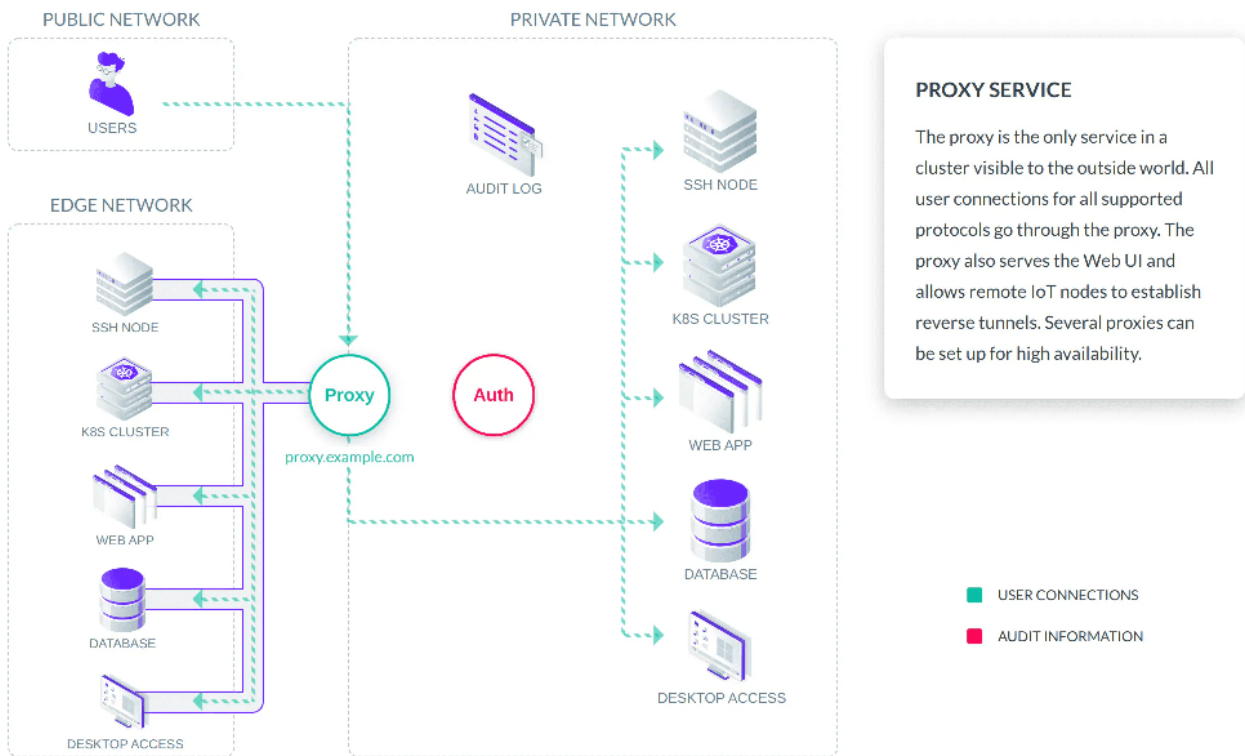 PUBLIC NETWORK
USERS
EDGE NETWORK
SSH NODE
K8S CLUSTER
WEB APP
DATABASE
DESKTOP ACCESS
PRIVATE NETWORK
AUDIT LOG
Proxy
proxy.example.com
Auth
SSH NODE
K8S CLUSTER
WEB APP
DATABASE
DESKTOP ACCESS
PROXY SERVICE
The proxy is the only service in a
cluster visible to the outside world. All
user connections for all supported
protocols go through the proxy. The
proxy also serves the Web UI and
allows remote IoT nodes to establish
reverse tunnels. Several proxies can
be set up for high availability.
USER CONNECTIONS
AUDIT INFORMATION